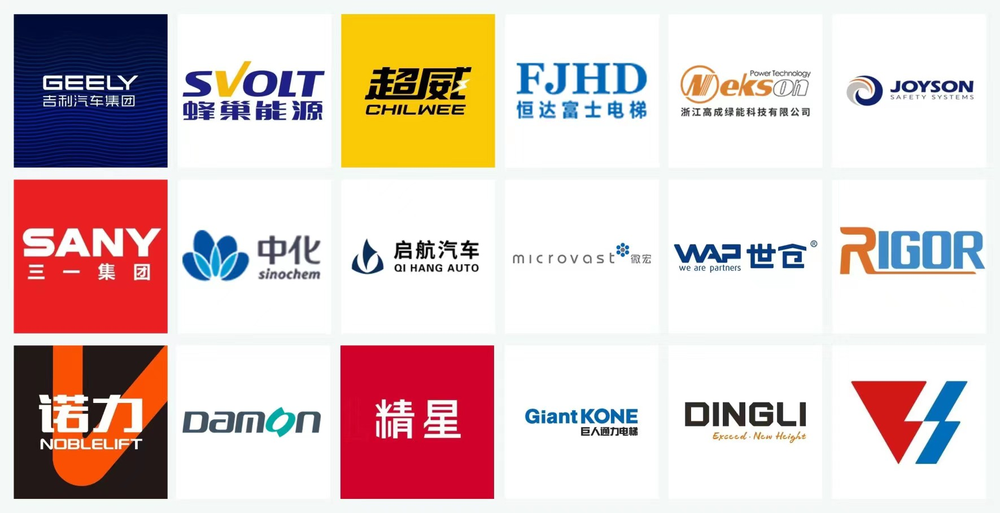 GEELY
吉利汽车集团
SVOLT
蜂巢能源
超威
CHILWEE
FJHD
恒达富士电梯
Nekson
Power Technology
浙江高成绿能科技有限公司
JOYSON
SAFETY SYSTEMS
SANY
三一集团
中化
sinochem
启航汽车
QI HANG AUTO
microvast 微宏
WAP 世仓®
we are partners
RIGOR
诺力
NOBLELIFT
Damon
精星
Giant KONE
巨人通力电梯
DINGLI
Exceed·New Height